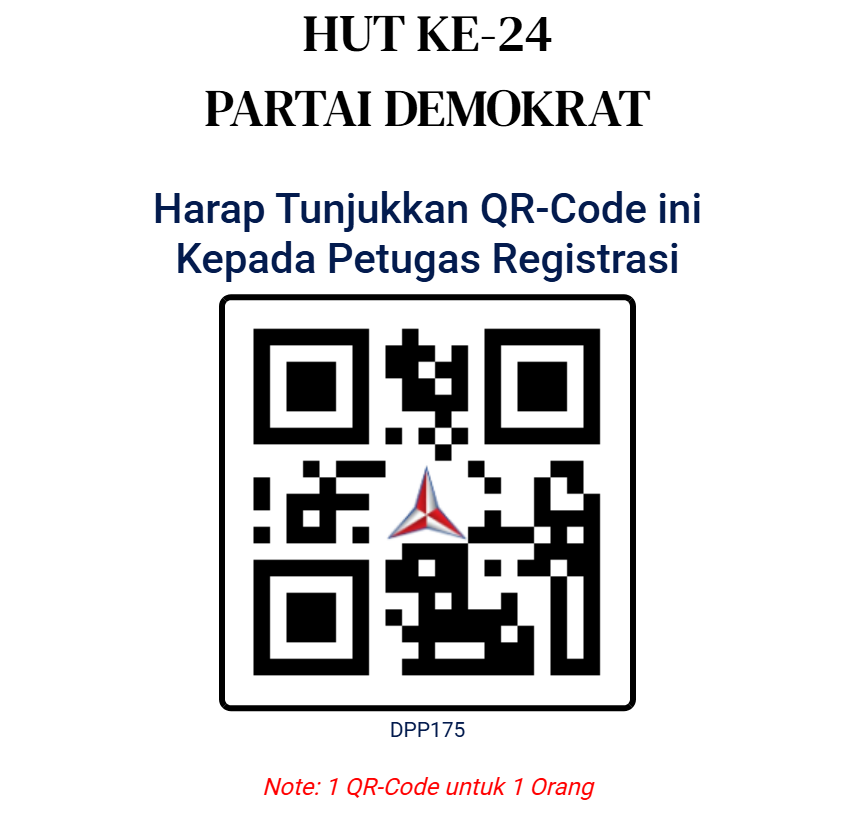 HUT KE-24
PARTAI DEMOKRAT
Harap Tunjukkan QR-Code ini
Kepada Petugas Registrasi
DPP175
Note: 1 QR-Code untuk 1 Orang